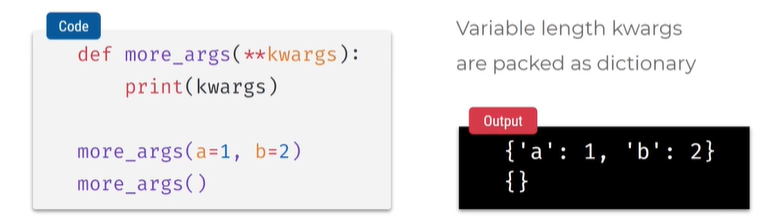 Code
def more_args(**kwargs):
    print(kwargs)
more_args(a=1, b=2)
more_args()
Variable length kwargs
are packed as dictionary
Output
{'a': 1, 'b': 2}
{}